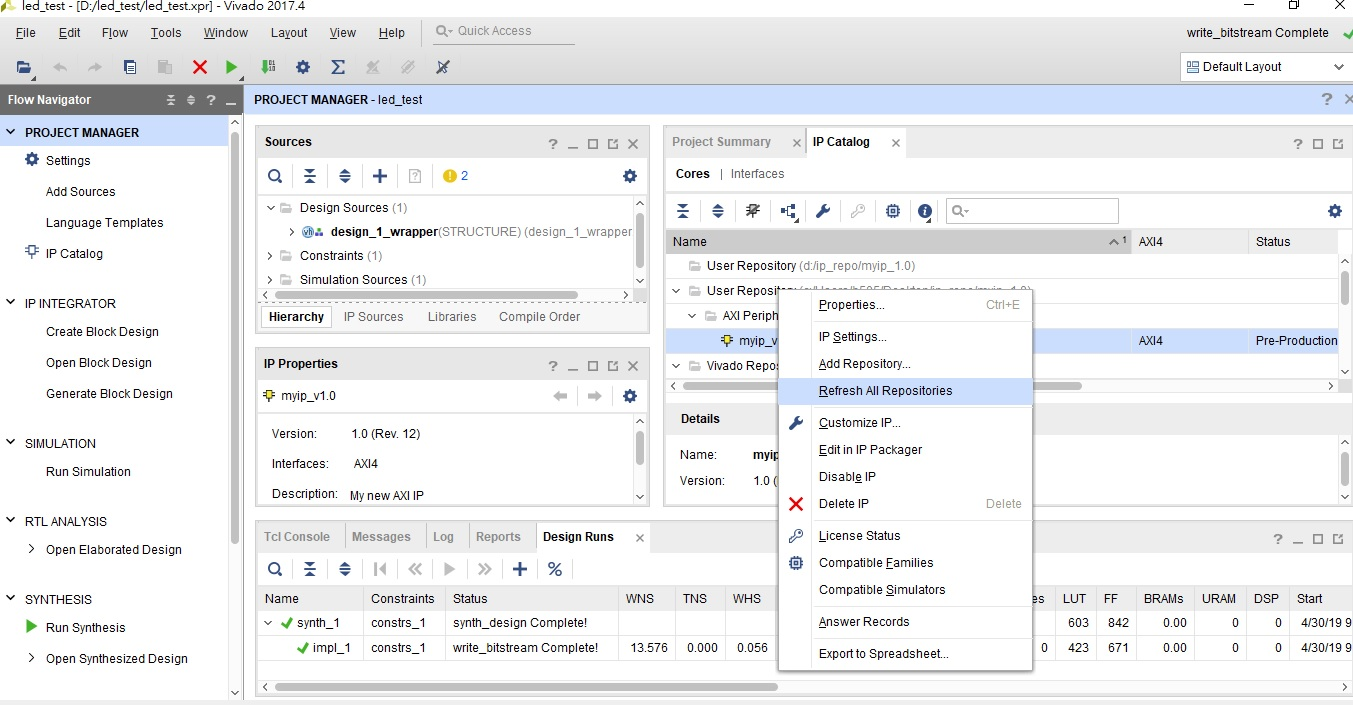 led_test - [D:/led_test/led_test.xpr] - Vivado 2017.4
File Edit Flow Tools Window Layout View Help Quick Access
write_bitstream Complete
Default Layout
Flow Navigator
PROJECT MANAGER
Settings
Add Sources
Language Templates
IP Catalog
IP INTEGRATOR
Create Block Design
Open Block Design
Generate Block Design
SIMULATION
Run Simulation
RTL ANALYSIS
Open Elaborated Design
SYNTHESIS
Run Synthesis
Open Synthesized Design
PROJECT MANAGER - led_test
Sources
2
Design Sources (1)
design_1_wrapper(STRUCTURE) (design_1_wrapper
Constraints (1)
Simulation Sources (1)
Hierarchy IP Sources Libraries Compile Order
IP Properties
myip_v1.0
Version: 1.0 (Rev. 12)
Interfaces: AXI4
Description: My new AXI IP
Project Summary IP Catalog
Cores | Interfaces
Name 1 AXI4 Status
User Repository (d:/ip_repo/myip_1.0)
User Repository
AXI Periph
myip_v AXI4 Pre-Production
Vivado Repos
Details
Name: myip
Version: 1.0 (
Properties... Ctrl+E
IP Settings...
Add Repository...
Refresh All Repositories
Customize IP...
Edit in IP Packager
Disable IP
Delete IP Delete
License Status
Compatible Families
Compatible Simulators
Answer Records
Export to Spreadsheet...
Tcl Console Messages Log Reports Design Runs
Name Constraints Status WNS TNS WHS es LUT FF BRAMs URAM DSP Start
synth_1 constrs_1 synth_design Complete! 603 842 0.00 0 0 4/30/19 9
impl_1 constrs_1 write_bitstream Complete! 13.576 0.000 0.056 0 423 671 0.00 0 0 4/30/19 9